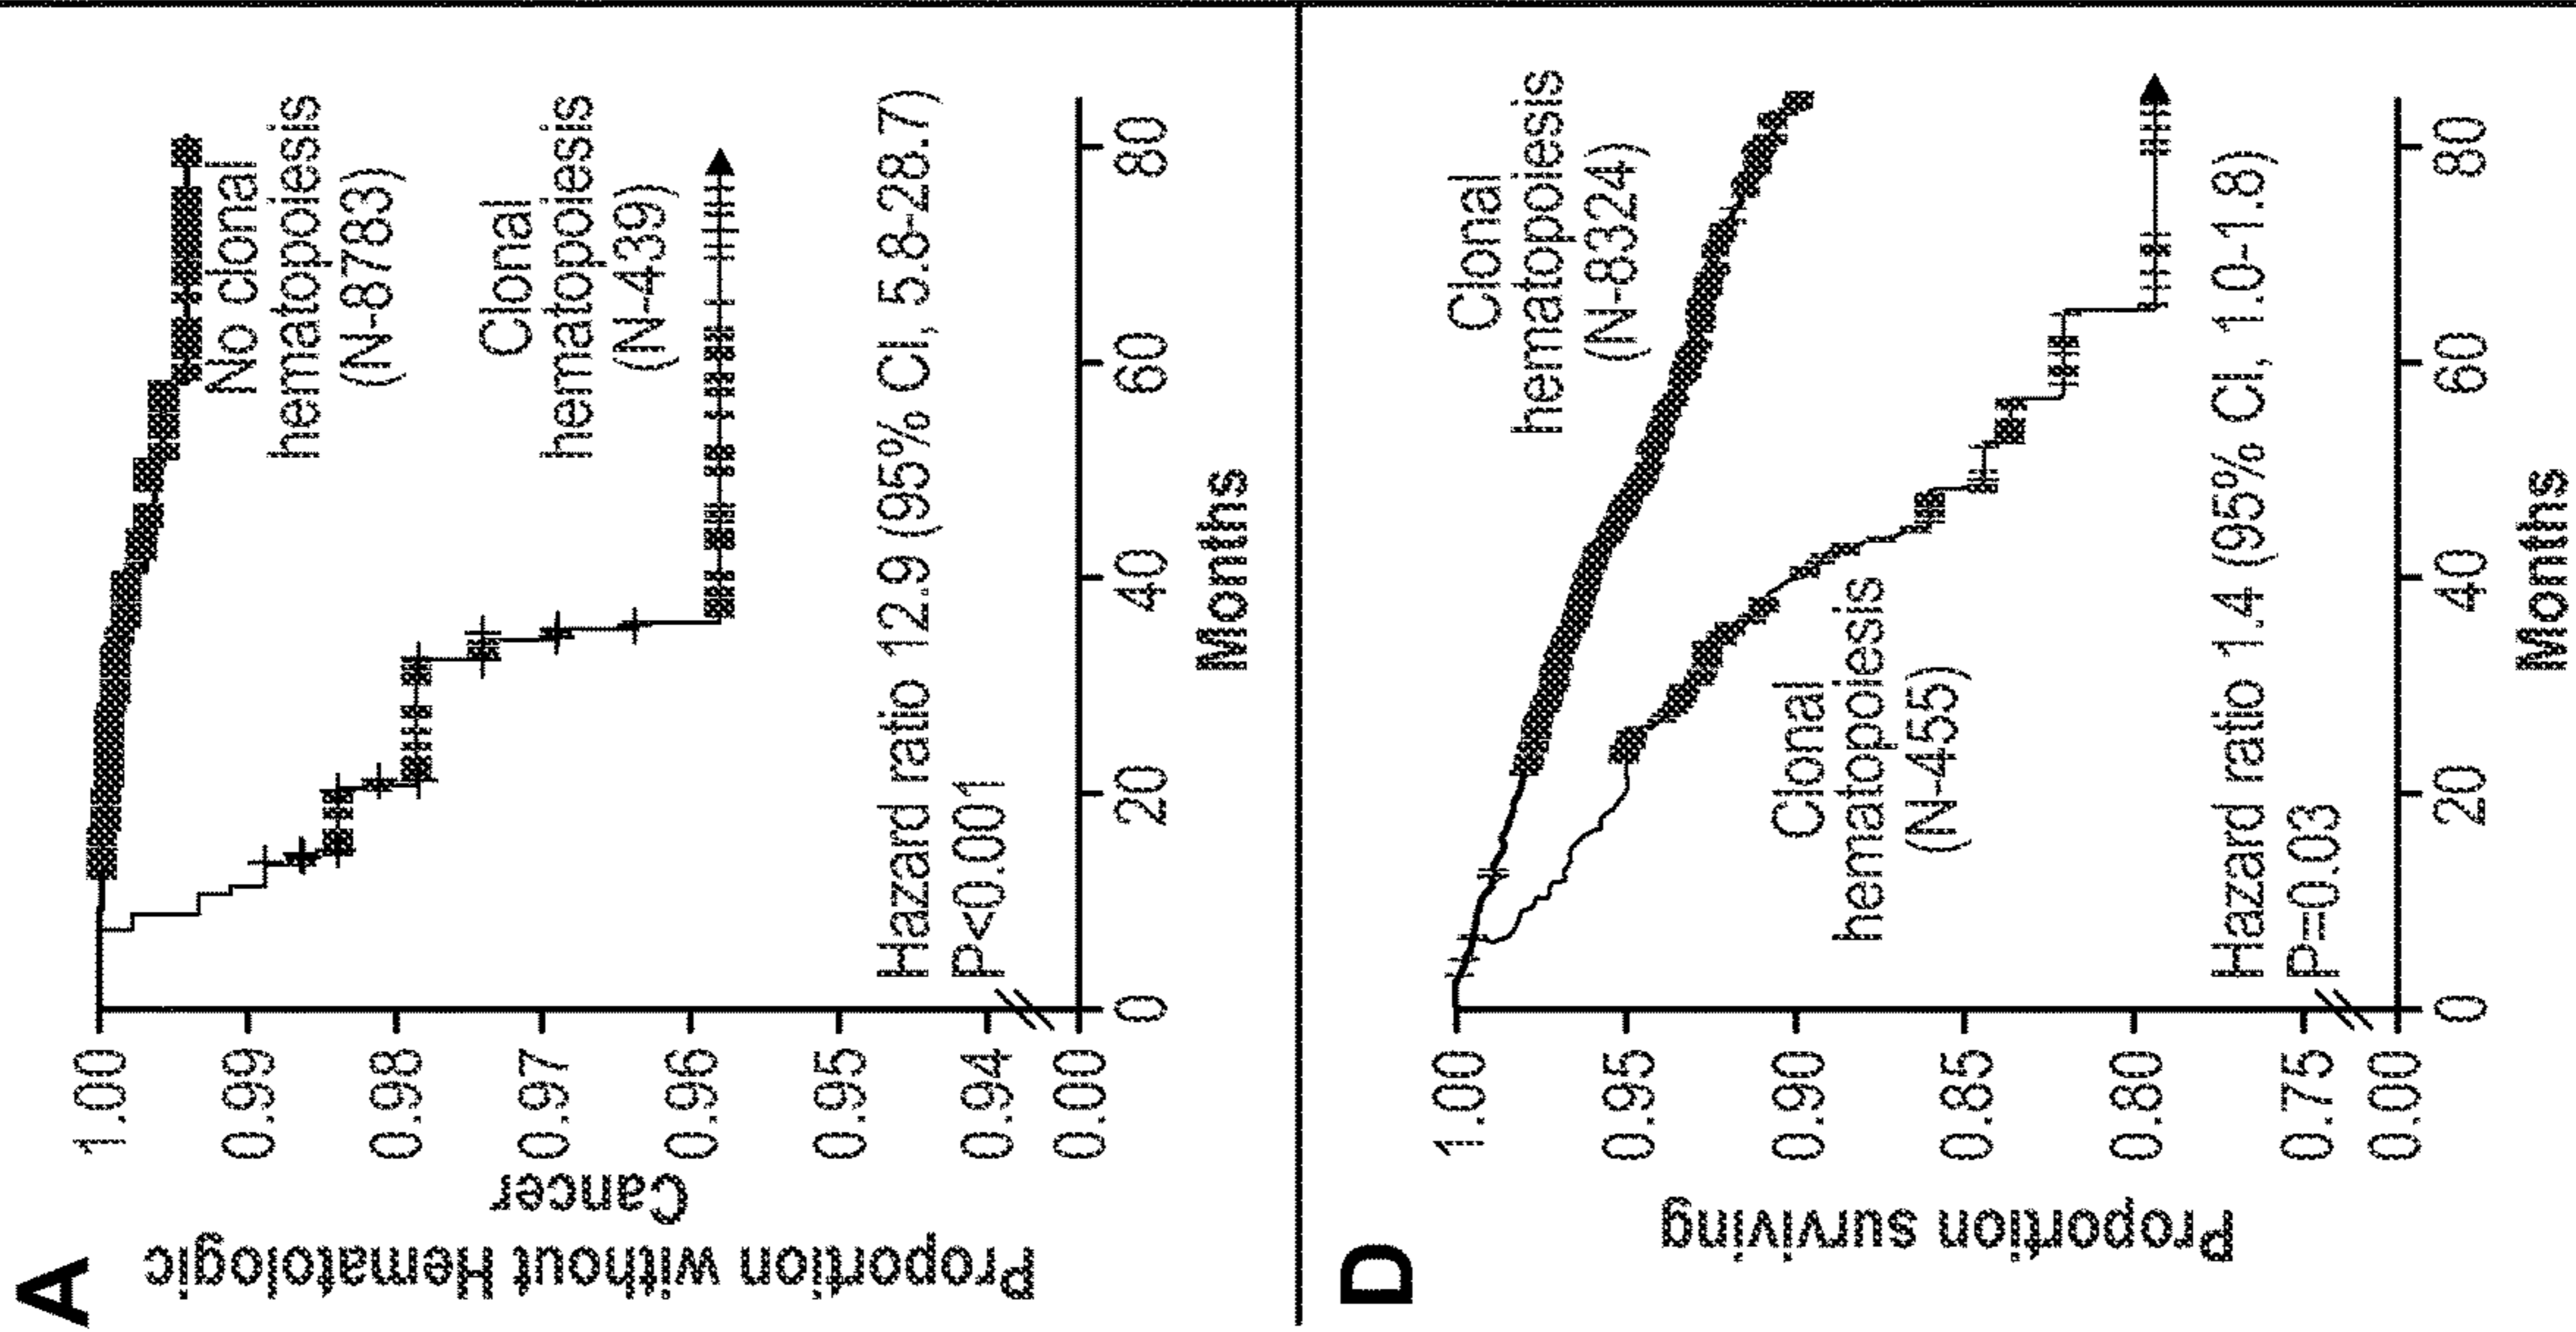 A
Proportion without Hematologic
Cancer
1.00
0.99
0.98
0.97
0.96
0.95
0.94
0.00
No clonal
hematopoiesis
(N-8783)
Clonal
hematopoiesis
(N-439)
Hazard ratio 12.9 (95% CI, 5.8-28.7)
P<0.001
0
20
40
60
80
Months
D
Proportion surviving
1.00
0.95
0.90
0.85
0.80
0.75
0.00
Clonal
hematopoiesis
(N-8324)
Clonal
hematopoiesis
(N-455)
Hazard ratio 1.4 (95% CI, 1.0-1.8)
P=0.03
0
20
40
60
80
Months